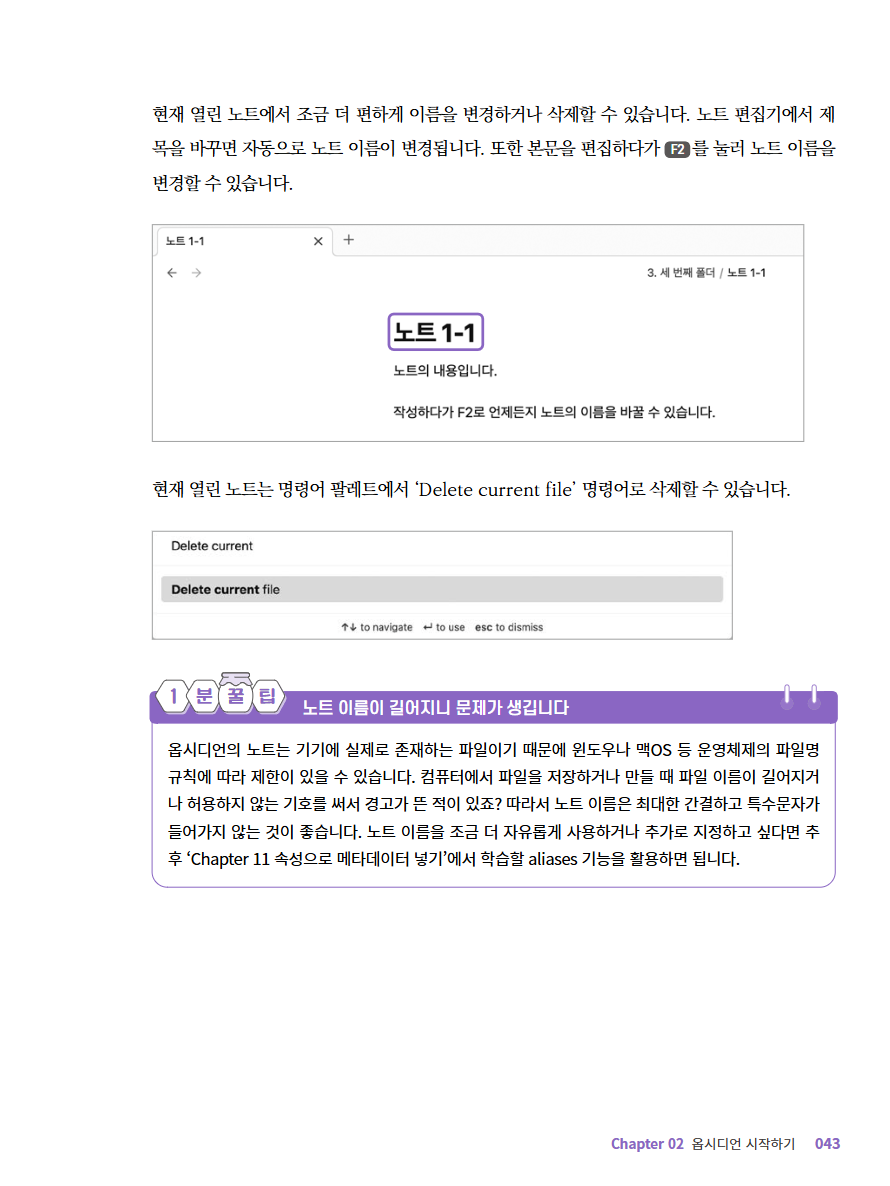 현재 열린 노트에서 조금 더 편하게 이름을 변경하거나 삭제할 수 있습니다. 노트 편집기에서 제
목을 바꾸면 자동으로 노트 이름이 변경됩니다. 또한 본문을 편집하다가 F2 를 눌러 노트 이름을
변경할 수 있습니다.
노트 1-1 × +
← → 3. 세 번째 폴더 / 노트 1-1
노트 1-1
노트의 내용입니다.
작성하다가 F2로 언제든지 노트의 이름을 바꿀 수 있습니다.
현재 열린 노트는 명령어 팔레트에서 ‘Delete current file’ 명령어로 삭제할 수 있습니다.
Delete current
Delete current file
↑↓ to navigate ↵ to use esc to dismiss
1분꿀팁 노트 이름이 길어지니 문제가 생깁니다
옵시디언의 노트는 기기에 실제로 존재하는 파일이기 때문에 윈도우나 맥OS 등 운영체제의 파일명
규칙에 따라 제한이 있을 수 있습니다. 컴퓨터에서 파일을 저장하거나 만들 때 파일 이름이 길어지거
나 허용하지 않는 기호를 써서 경고가 뜬 적이 있죠? 따라서 노트 이름은 최대한 간결하고 특수문자가
들어가지 않는 것이 좋습니다. 노트 이름을 조금 더 자유롭게 사용하거나 추가로 지정하고 싶다면 추
후 ‘Chapter 11 속성으로 메타데이터 넣기’에서 학습할 aliases 기능을 활용하면 됩니다.
Chapter 02 옵시디언 시작하기 043